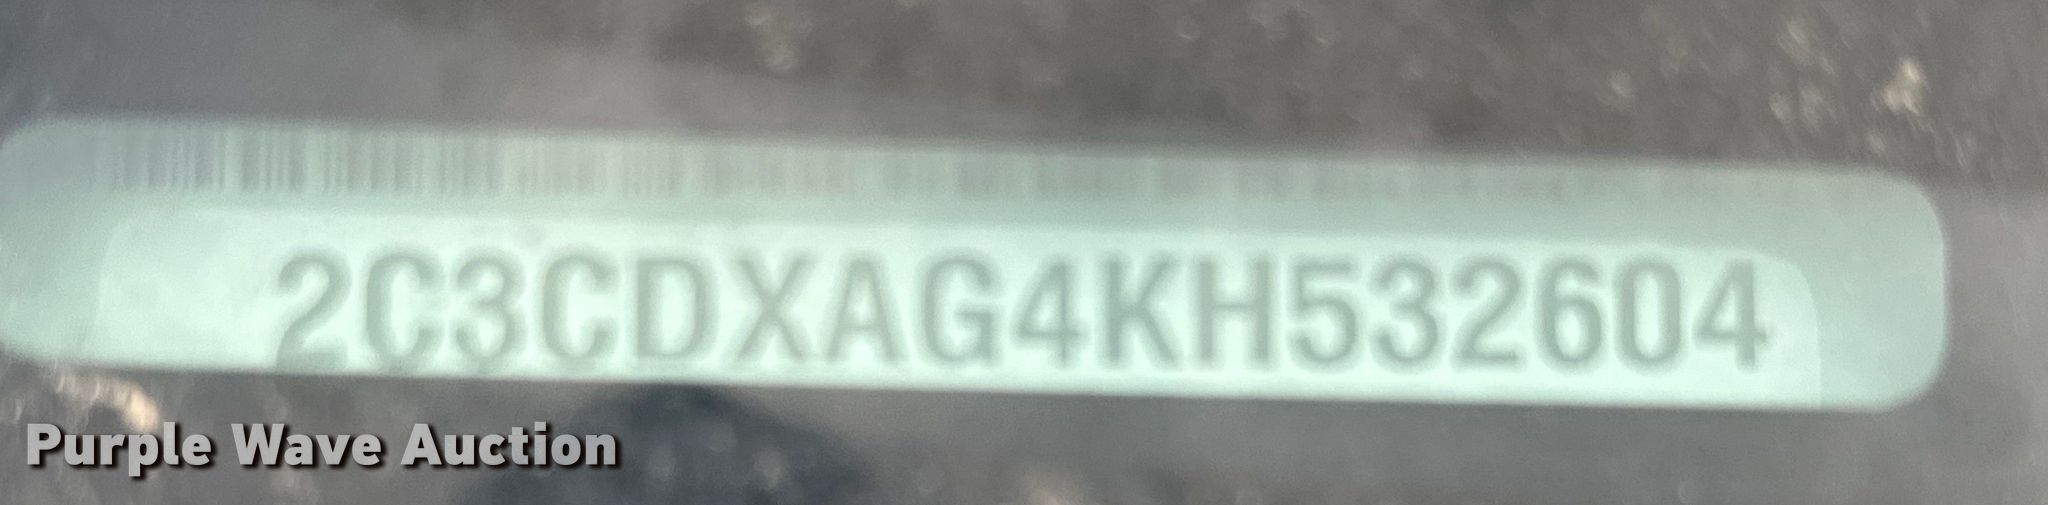 2C3CDXAG4KH532604
Purple Wave Auction